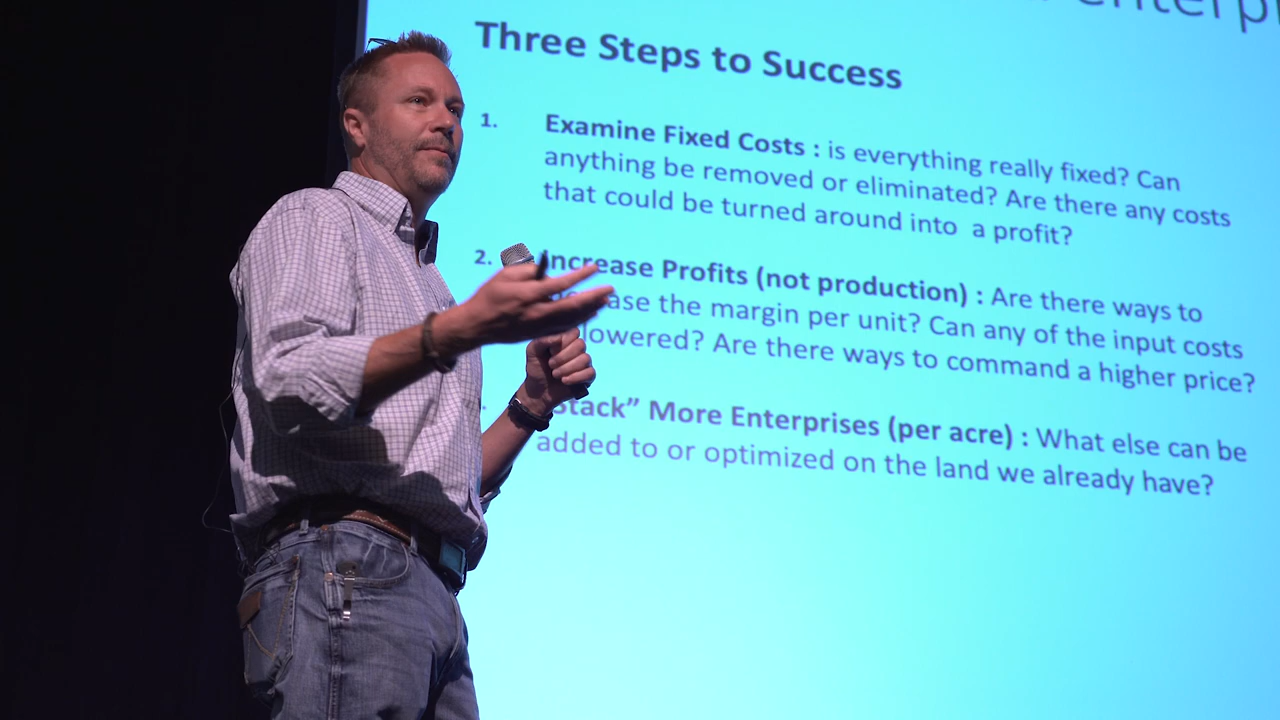 enterp
Three Steps to Success
1. Examine Fixed Costs : is everything really fixed? Can
anything be removed or eliminated? Are there any costs
that could be turned around into a profit?
2. Increase Profits (not production) : Are there ways to
the margin per unit? Can any of the input costs
lowered? Are there ways to command a higher price?
"Stack" More Enterprises (per acre) : What else can be
added to or optimized on the land we already have?